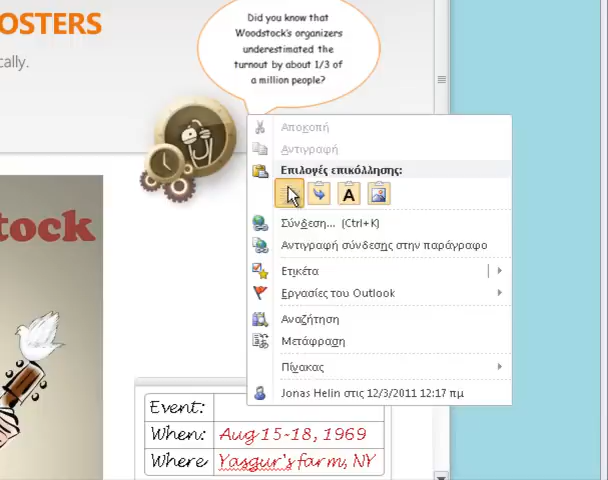 OSTERS
cally.
Did you know that
Woodstock's organizers
underestimated the
turnout by about 1/3 of
a million people?
Αποκοπή
Αντιγραφή
Επιλογές επικόλλησης:
A
Σύνδεση... (Ctrl+K)
Αντιγραφή σύνδεσης στην παράγραφο
Ετικέτα
Εργασίες του Outlook
Αναζήτηση
Μετάφραση
Πίνακας
Jonas Helin στις 12/3/2011 12:17 πμ
tock
Event:
When: Aug 15-18, 1969
Where Yasgur's farm, NY